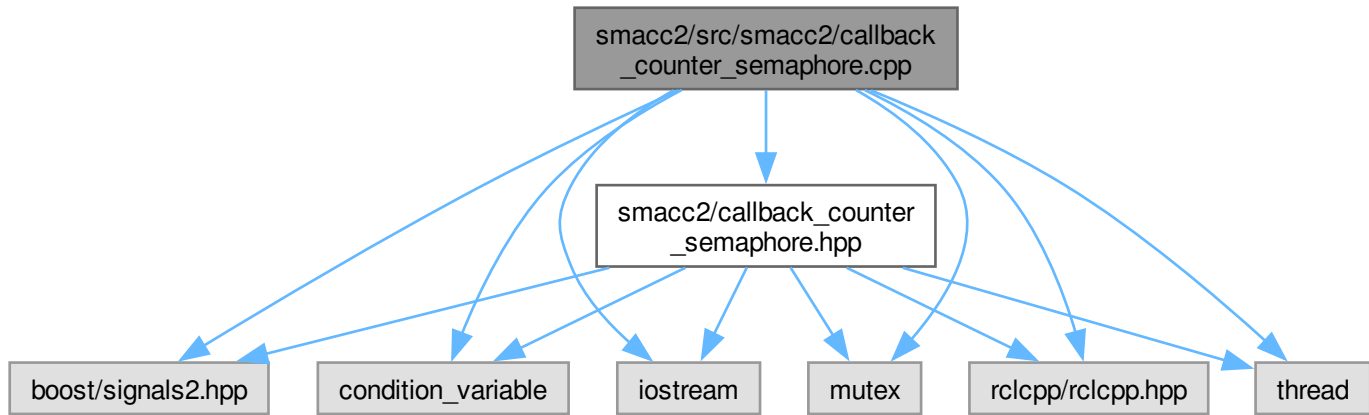 smacc2/src/smacc2/callback
_counter_semaphore.cpp
smacc2/callback_counter
_semaphore.hpp
boost/signals2.hpp
condition_variable
iostream
mutex
rclcpp/rclcpp.hpp
thread